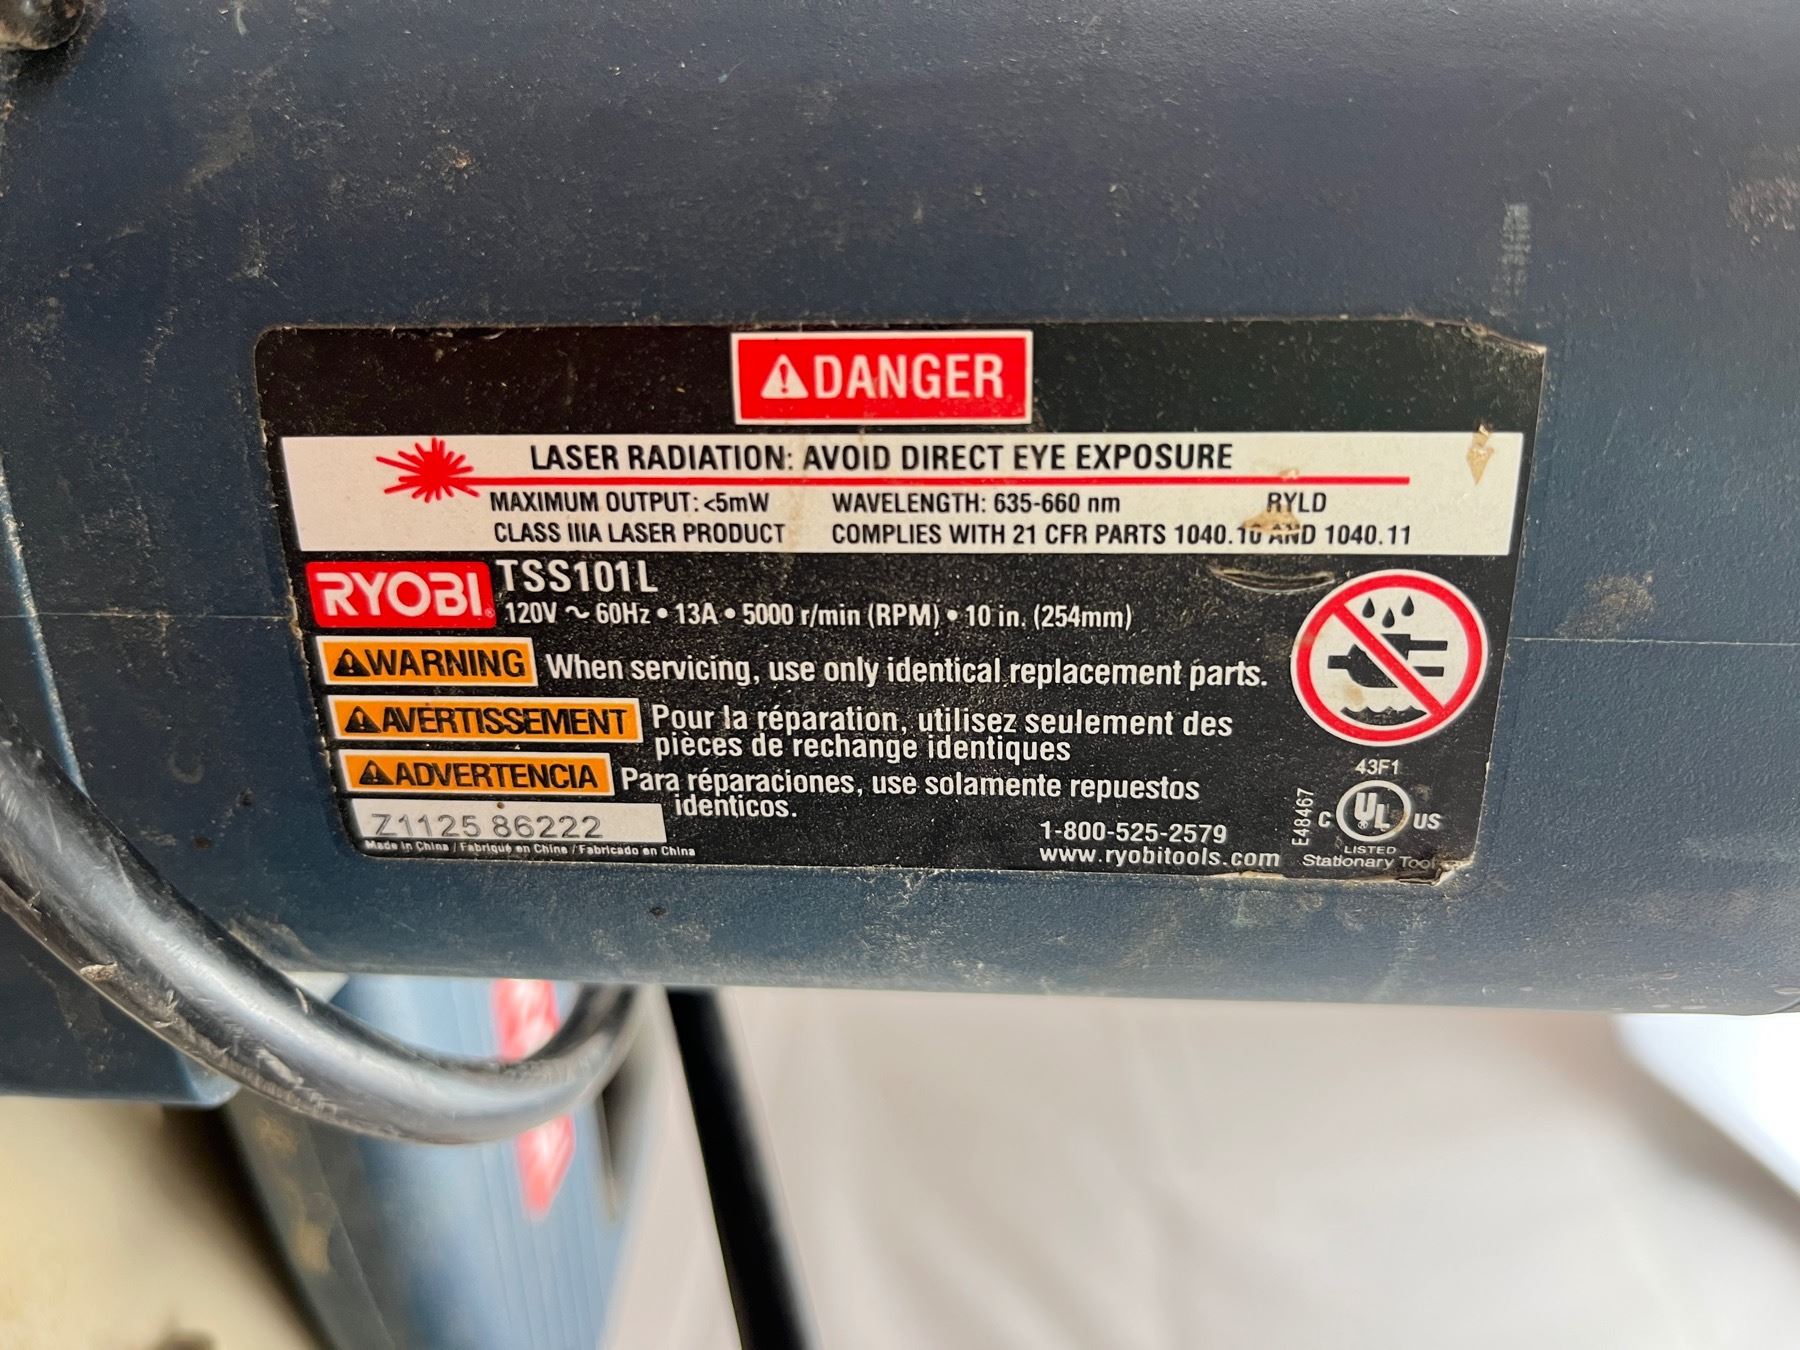 DANGER
LASER RADIATION: AVOID DIRECT EYE EXPOSURE
MAXIMUM OUTPUT: <5mW WAVELENGTH: 635-660 nm RYLD
CLASS IIIA LASER PRODUCT COMPLIES WITH 21 CFR PARTS 1040.10 AND 1040.11
RYOBI® TSS101L
120V ~ 60Hz • 13A • 5000 r/min (RPM) • 10 in. (254mm)
WARNING When servicing, use only identical replacement parts.
AVERTISSEMENT Pour la réparation, utilisez seulement des
pièces de rechange identiques
ADVERTENCIA Para réparaciones, use solamente repuestos
identicos.
Z1125 86222
Made in China / Fabriqué en Chine / Fabricado en China
1-800-525-2579
www.ryobitools.com
43F1
E48467
C UL® US
LISTED
Stationary Tool